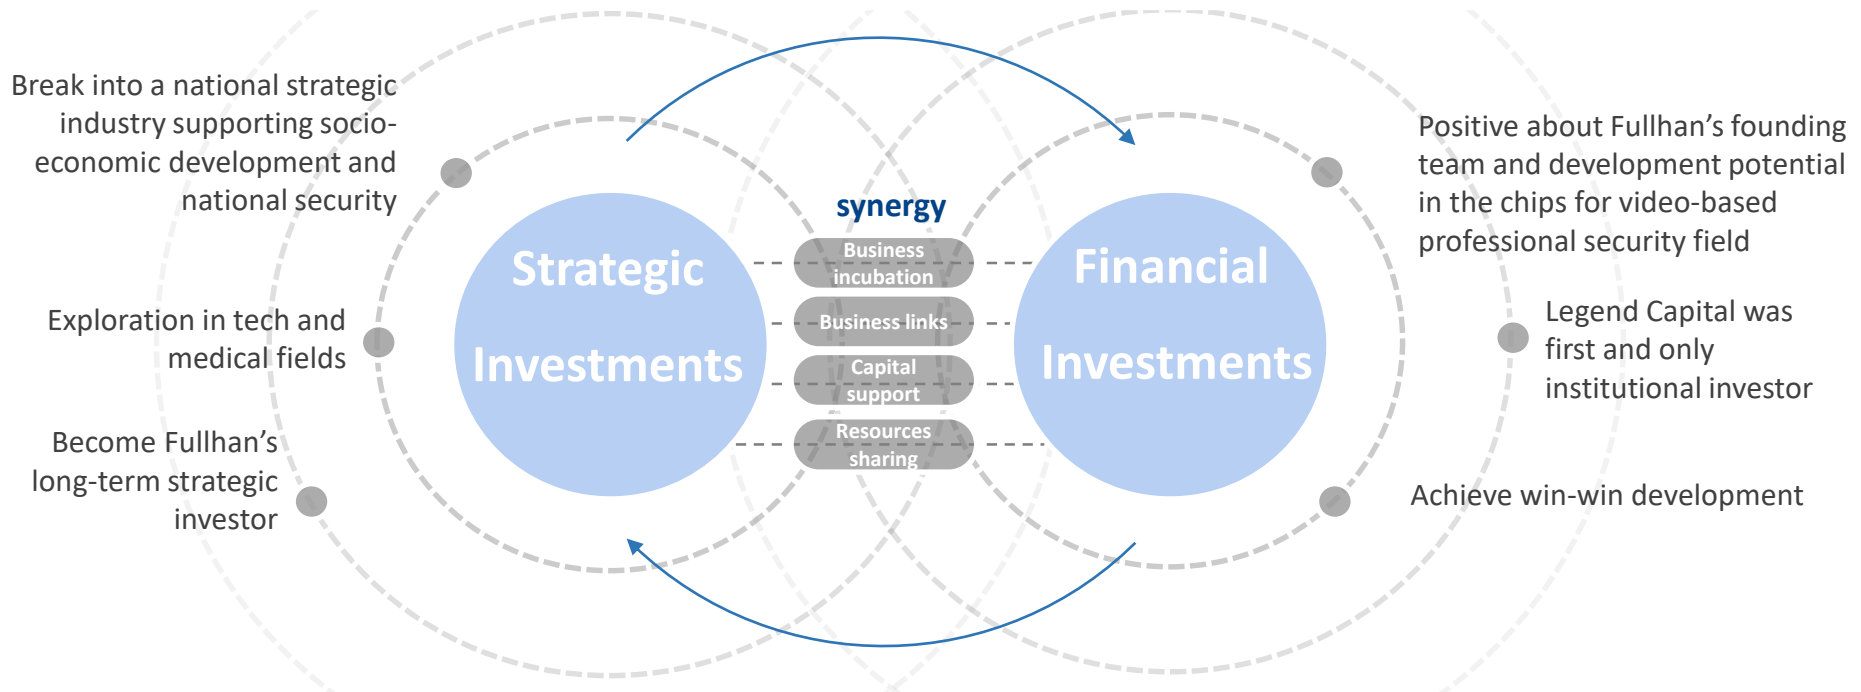 Break into a national strategic
industry supporting socio-
economic development and
national security
Exploration in tech and
medical fields
Become Fullhan’s
long-term strategic
investor
Strategic
Investments
synergy
Business
incubation
Business links
Capital
support
Resources
sharing
Financial
Investments
Positive about Fullhan’s founding
team and development potential
in the chips for video-based
professional security field
Legend Capital was
first and only
institutional investor
Achieve win-win development